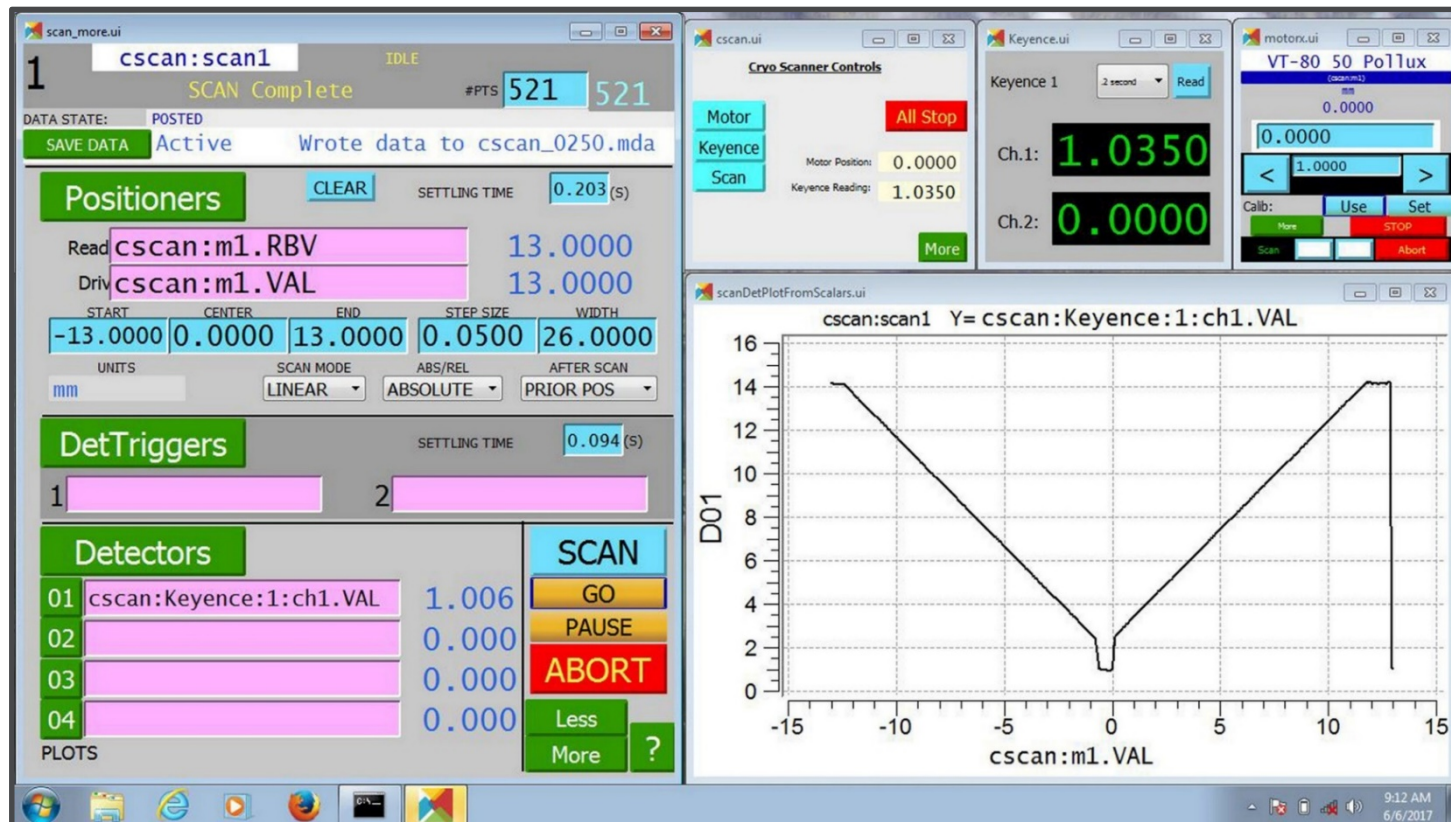 scan_more.ui
1 cscan:scan1 IDLE
SCAN Complete #PTS 521 521
DATA STATE: POSTED
SAVE DATA Active Wrote data to cscan_0250.mda
Positioners CLEAR SETTLING TIME 0.203 (S)
Read cscan:m1.RBV 13.0000
Driv cscan:m1.VAL 13.0000
START CENTER END STEP SIZE WIDTH
-13.0000 0.0000 13.0000 0.0500 26.0000
UNITS SCAN MODE ABS/REL AFTER SCAN
mm LINEAR ABSOLUTE PRIOR POS
DetTriggers SETTLING TIME 0.094 (S)
1 2
Detectors SCAN
01 cscan:Keyence:1:ch1.VAL 1.006 GO
02 0.000 PAUSE
03 0.000 ABORT
04 0.000 Less
PLOTS More ?
cscan.ui
Cryo Scanner Controls
Motor All Stop
Keyence Motor Position: 0.0000
Scan Keyence Reading: 1.0350
More
Keyence.ui
Keyence 1 .2 second Read
Ch.1: 1.0350
Ch.2: 0.0000
motorx.ui
VT-80 50 Pollux
(cscan:m1)
mm
0.0000
0.0000
< 1.0000 >
Calib: Use Set
More STOP
Scan Abort
scanDetPlotFromScalars.ui
cscan:scan1 Y= cscan:Keyence:1:ch1.VAL
16
14
12
10
8
6
4
2
0
D01
-15 -10 -5 0 5 10 15
cscan:m1.VAL
C:\_
9:12 AM
6/6/2017